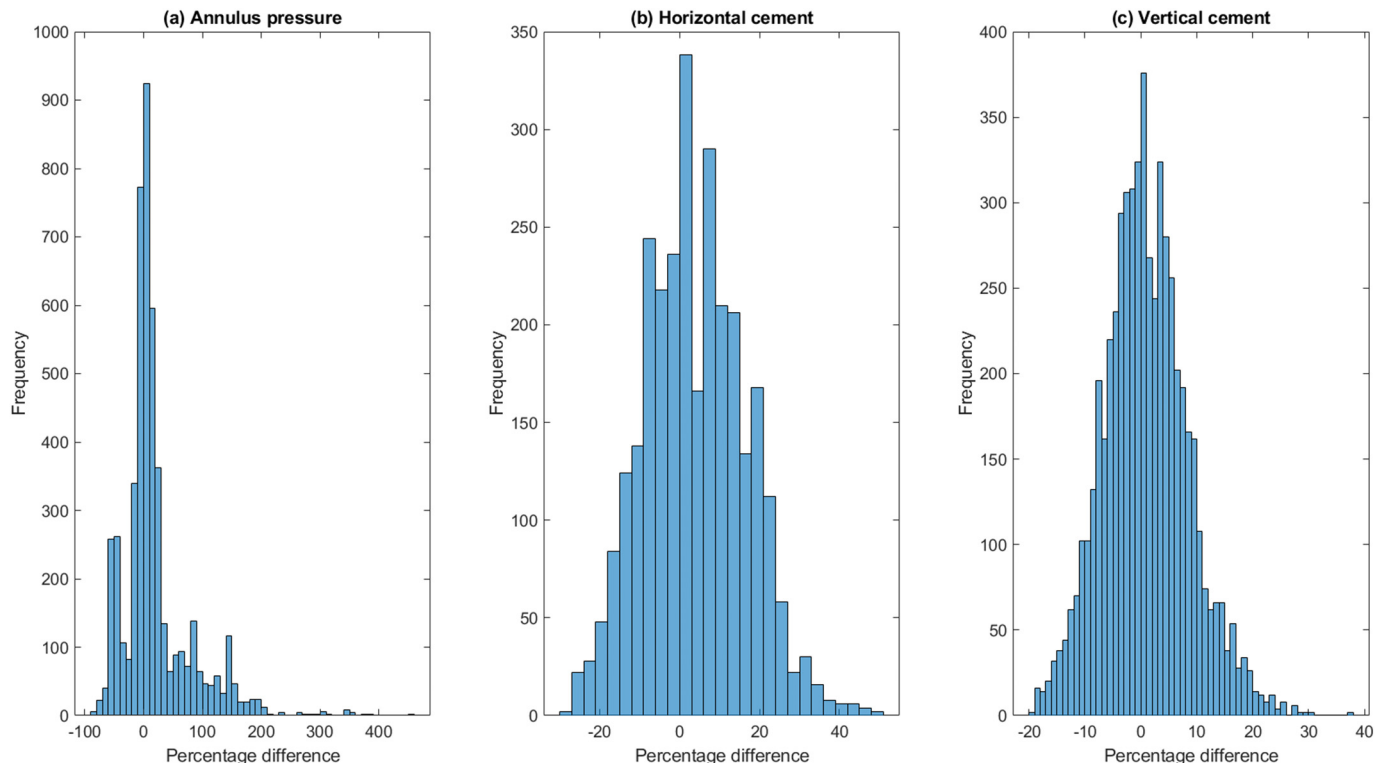 (a) Annulus pressure
1000
900
800
700
600
500
400
300
200
100
0
Frequency
-100 0 100 200 300 400
Percentage difference
(b) Horizontal cement
350
300
250
200
150
100
50
0
Frequency
-20 0 20 40
Percentage difference
(c) Vertical cement
400
350
300
250
200
150
100
50
0
Frequency
-20 -10 0 10 20 30 40
Percentage difference